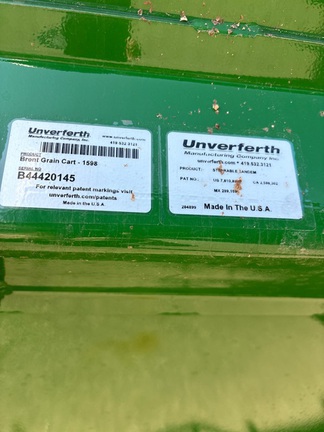 Unverferth
Manufacturing Company, Inc.
www.unverferth.com
419.532.3121
PRODUCT
Brent Grain Cart - 1598
SERIAL NO
B44420145
For relevant patent markings visit
unverferth.com/patents
Made in the U.S.A.
Unverferth
Manufacturing Company, Inc.
unverferth.com * 419.532.3121
PRODUCT: STEERABLE TANDEM
PAT NO.
Made In The U.S.A.